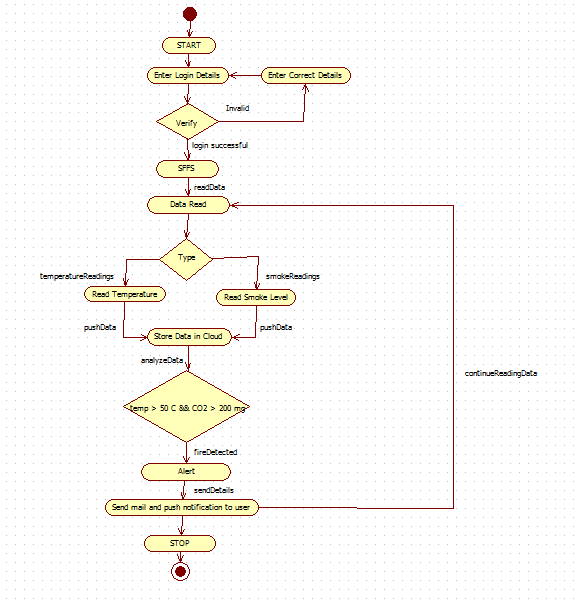 START
Enter Login Details
Enter Correct Details
Invalid
Verify
login successful
SFFS
readData
Data Read
Type
temperatureReadings
smokeReadings
Read Temperature
Read Smoke Level
pushData
pushData
Store Data in Cloud
analyzeData
continueReadingData
temp > 50 C && CO2 > 200 mg
fireDetected
Alert
sendDetails
Send mail and push notification to user
STOP